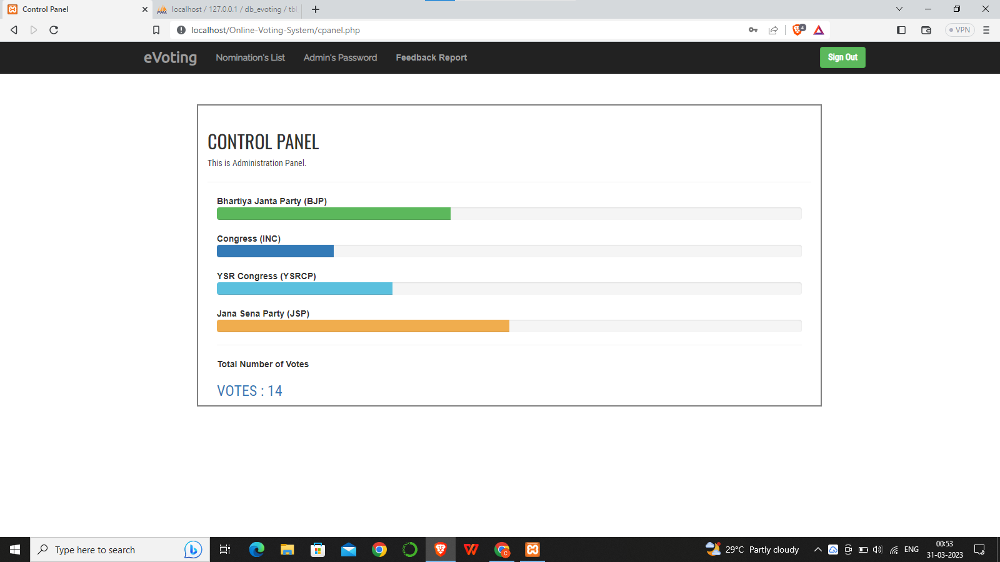 Control Panel
localhost / 127.0.0.1 / db_evoting / tbl
localhost/Online-Voting-System/cpanel.php
4
VPN
eVoting
Nomination's List
Admin's Password
Feedback Report
Sign Out
CONTROL PANEL
This is Administration Panel.
Bhartiya Janta Party (BJP)
Congress (INC)
YSR Congress (YSRCP)
Jana Sena Party (JSP)
Total Number of Votes
VOTES : 14
Type here to search
29°C Partly cloudy
ENG
00:53
31-03-2023